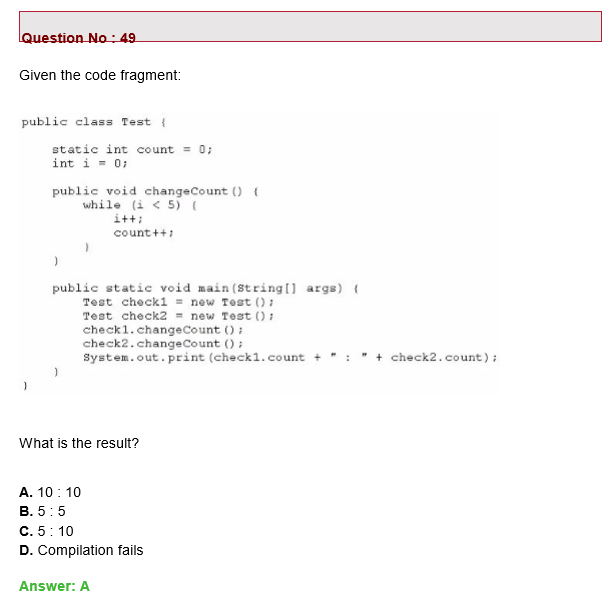 Question No : 49
Given the code fragment:
public class Test {
static int count = 0;
int i = 0;
public void changeCount() {
while (i < 5) {
i++;
count++;
}
}
public static void main(String[] args) {
Test check1 = new Test();
Test check2 = new Test();
check1.changeCount();
check2.changeCount();
System.out.print(check1.count + " : " + check2.count);
}
}
What is the result?
A. 10 : 10
B. 5 : 5
C. 5 : 10
D. Compilation fails
Answer: A